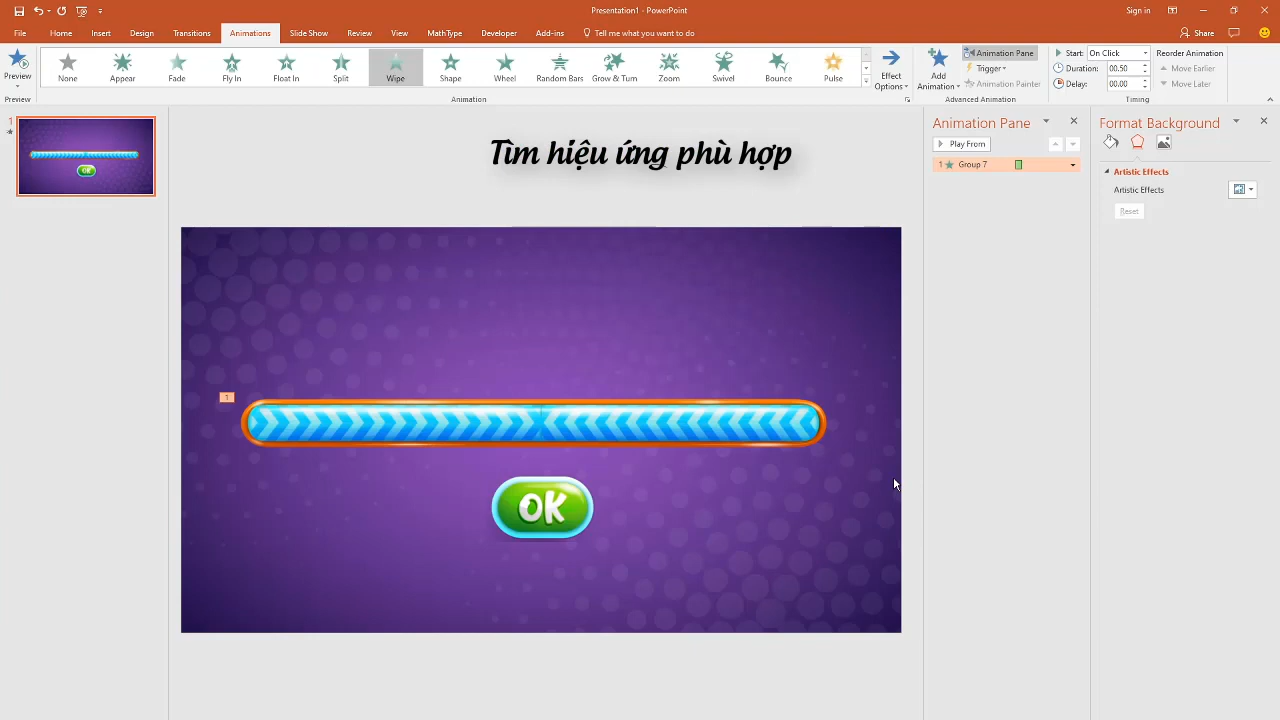 Presentation1 - PowerPoint
Sign in
File Home Insert Design Transitions Animations Slide Show Review View MathType Developer Add-ins Tell me what you want to do
Share
Preview
None Appear Fade Fly In Float In Split Wipe Shape Wheel Random Bars Grow & Turn Zoom Swivel Bounce Pulse
Effect Options
Add Animation
Animation Pane
Trigger
Animation Painter
Start: On Click
Duration: 00.50
Delay: 00.00
Reorder Animation
Move Earlier
Move Later
Preview Animation Advanced Animation Timing
1
Tìm hiệu ứng phù hợp
OK
1
OK
Animation Pane
Play From
1 Group 7
Format Background
Artistic Effects
Artistic Effects
Reset